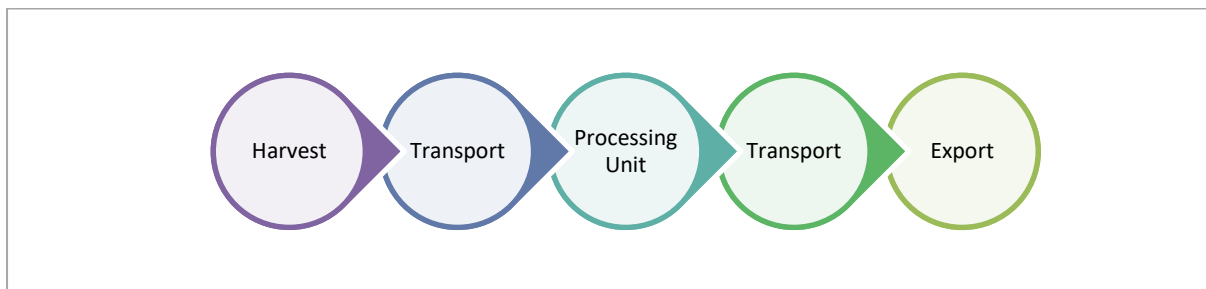 Harvest
Transport
Processing
Unit
Transport
Export